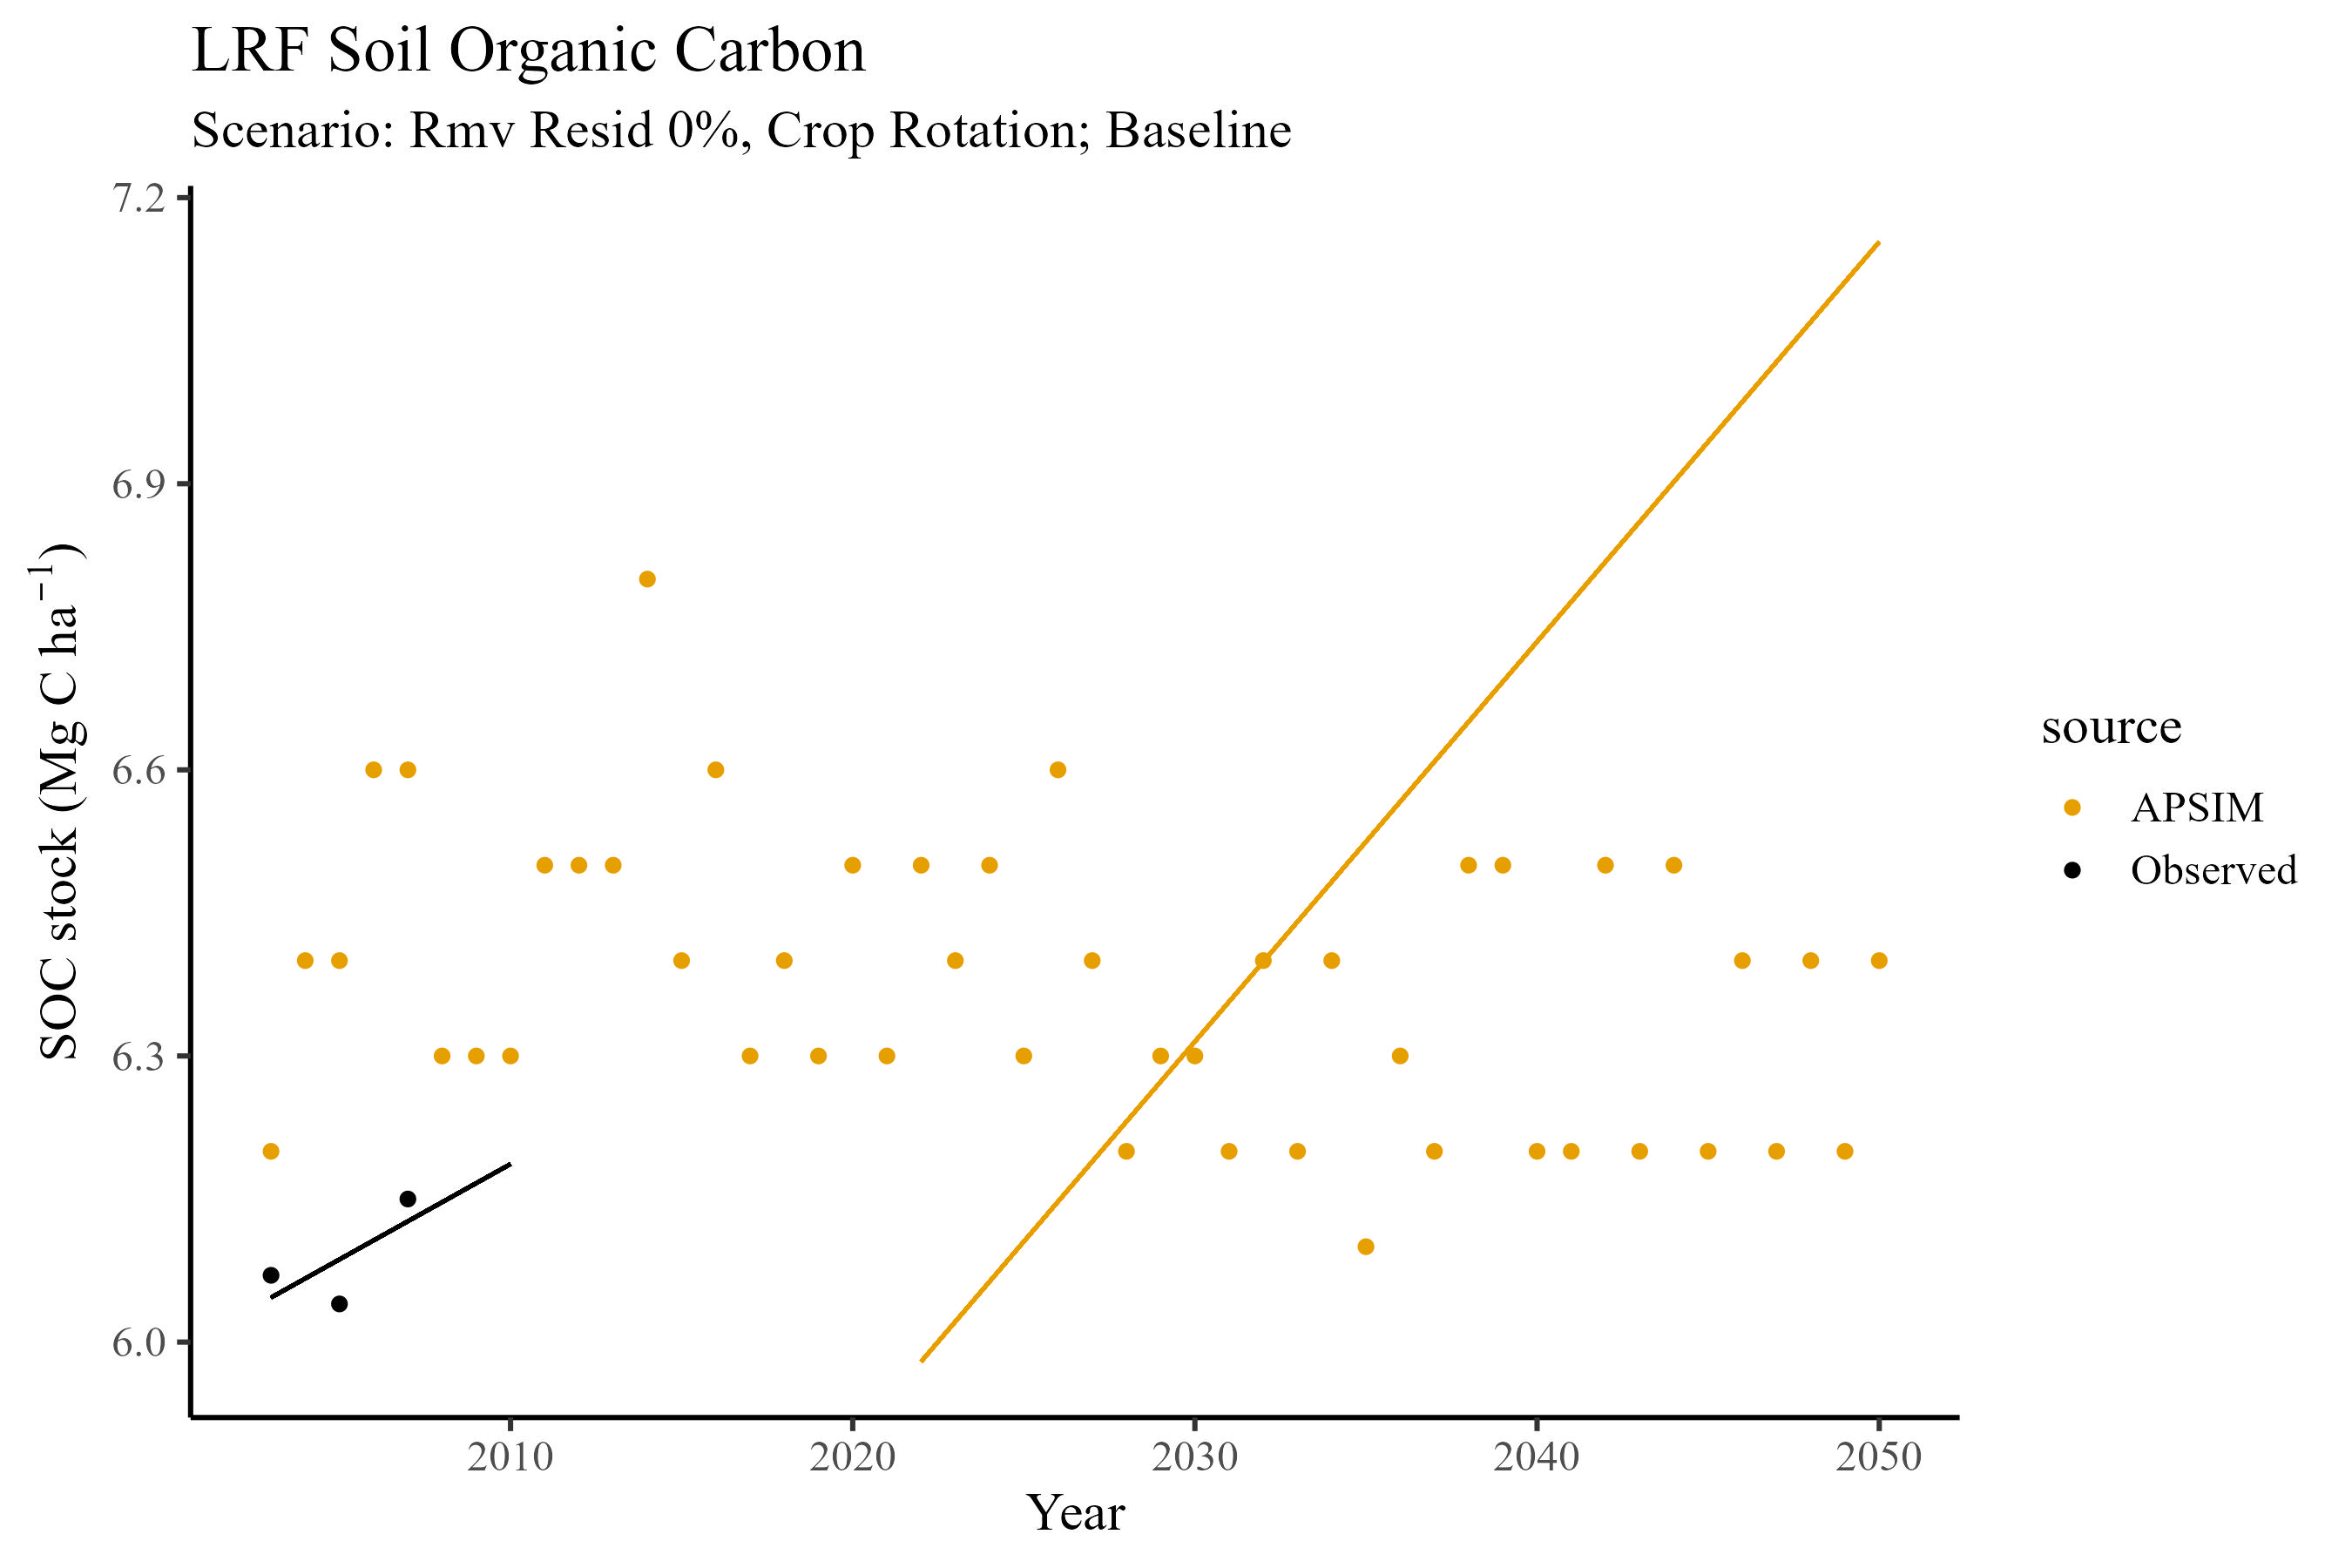 LRF Soil Organic Carbon
Scenario: Rmv Resid 0%, Crop Rotation; Baseline
7.2
6.9
6.6
6.3
6.0
SOC stock (Mg C ha⁻¹)
2010
2020
2030
2040
2050
Year
source
APSIM
Observed